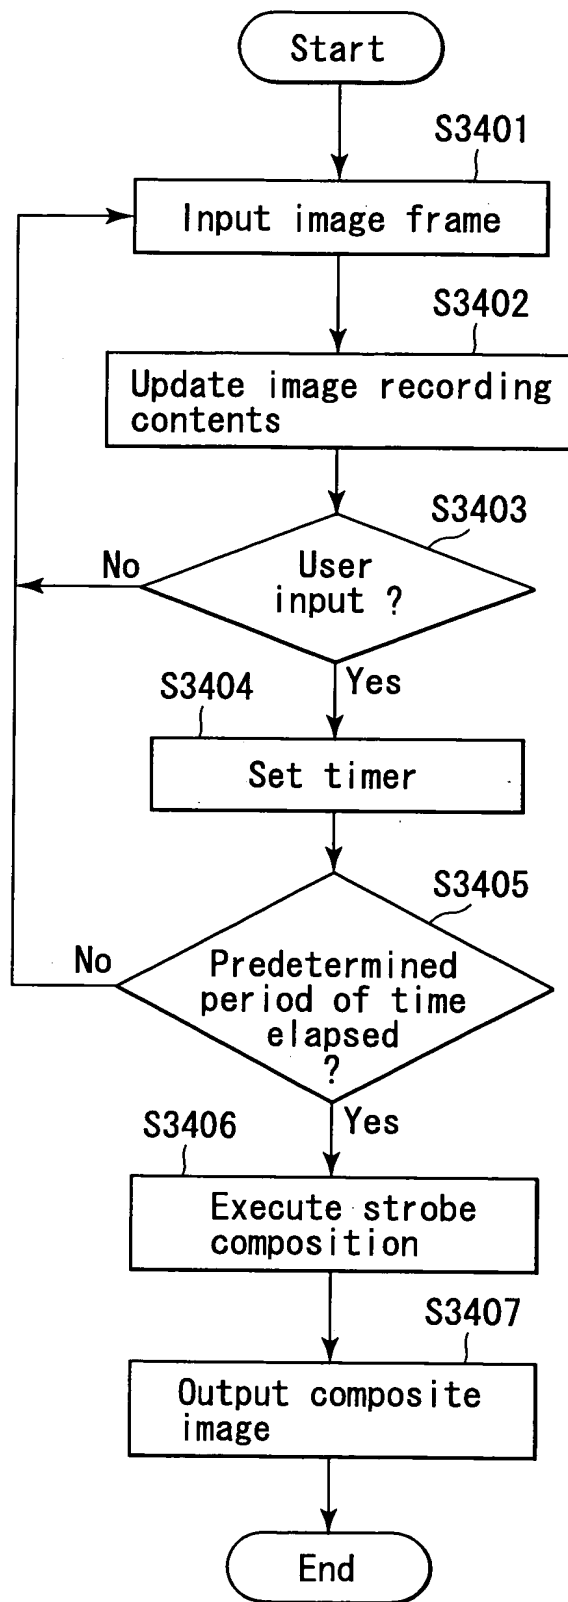 Start
S3401
Input image frame
S3402
Update image recording
contents
S3403
User
input ?
No
Yes
S3404
Set timer
S3405
No
Predetermined
period of time
elapsed
?
Yes
S3406
Execute strobe
composition
S3407
Output composite
image
End